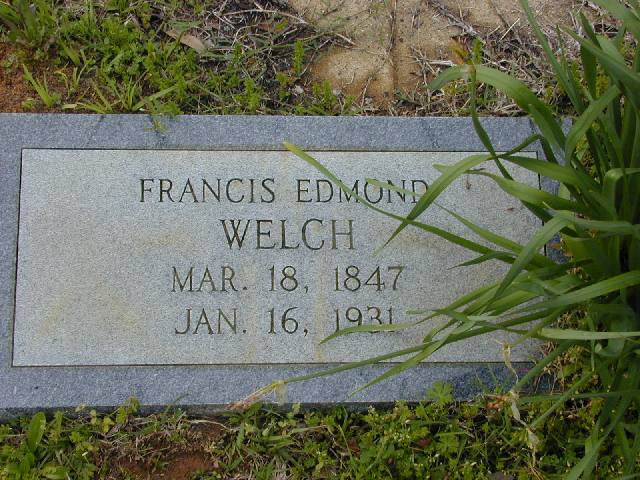 FRANCIS EDMOND
WELCH
MAR. 18, 1847
JAN. 16, 1931